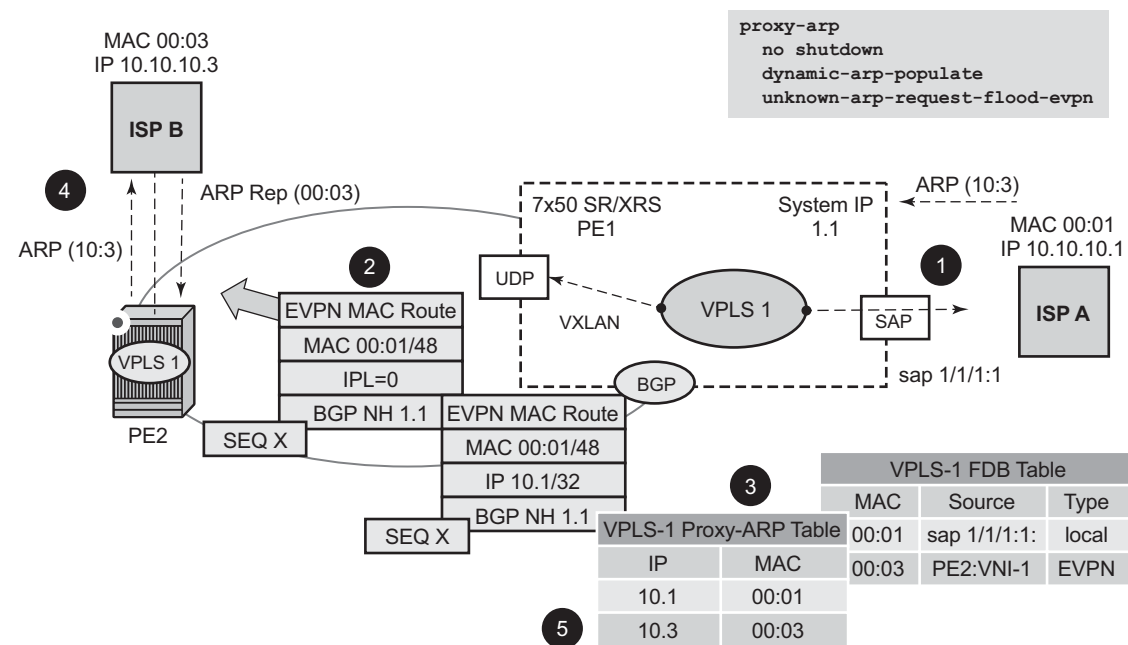 proxy-arp
no shutdown
dynamic-arp-populate
unknown-arp-request-flood-evpn
MAC 00:03
IP 10.10.10.3
ISP B
4
ARP Rep (00:03)
ARP (10:3)
7x50 SR/XRS
PE1
System IP
1.1
ARP (10:3)
MAC 00:01
IP 10.10.10.1
1
ISP A
UDP
VXLAN
VPLS 1
SAP
sap 1/1/1:1
BGP
2
EVPN MAC Route
MAC 00:01/48
IPL=0
BGP NH 1.1
SEQ X
VPLS 1
PE2
EVPN MAC Route
MAC 00:01/48
IP 10.1/32
BGP NH 1.1
SEQ X
3
VPLS-1 FDB Table
MAC Source Type
00:01 sap 1/1/1:1: local
00:03 PE2:VNI-1 EVPN
VPLS-1 Proxy-ARP Table
IP MAC
10.1 00:01
10.3 00:03
5